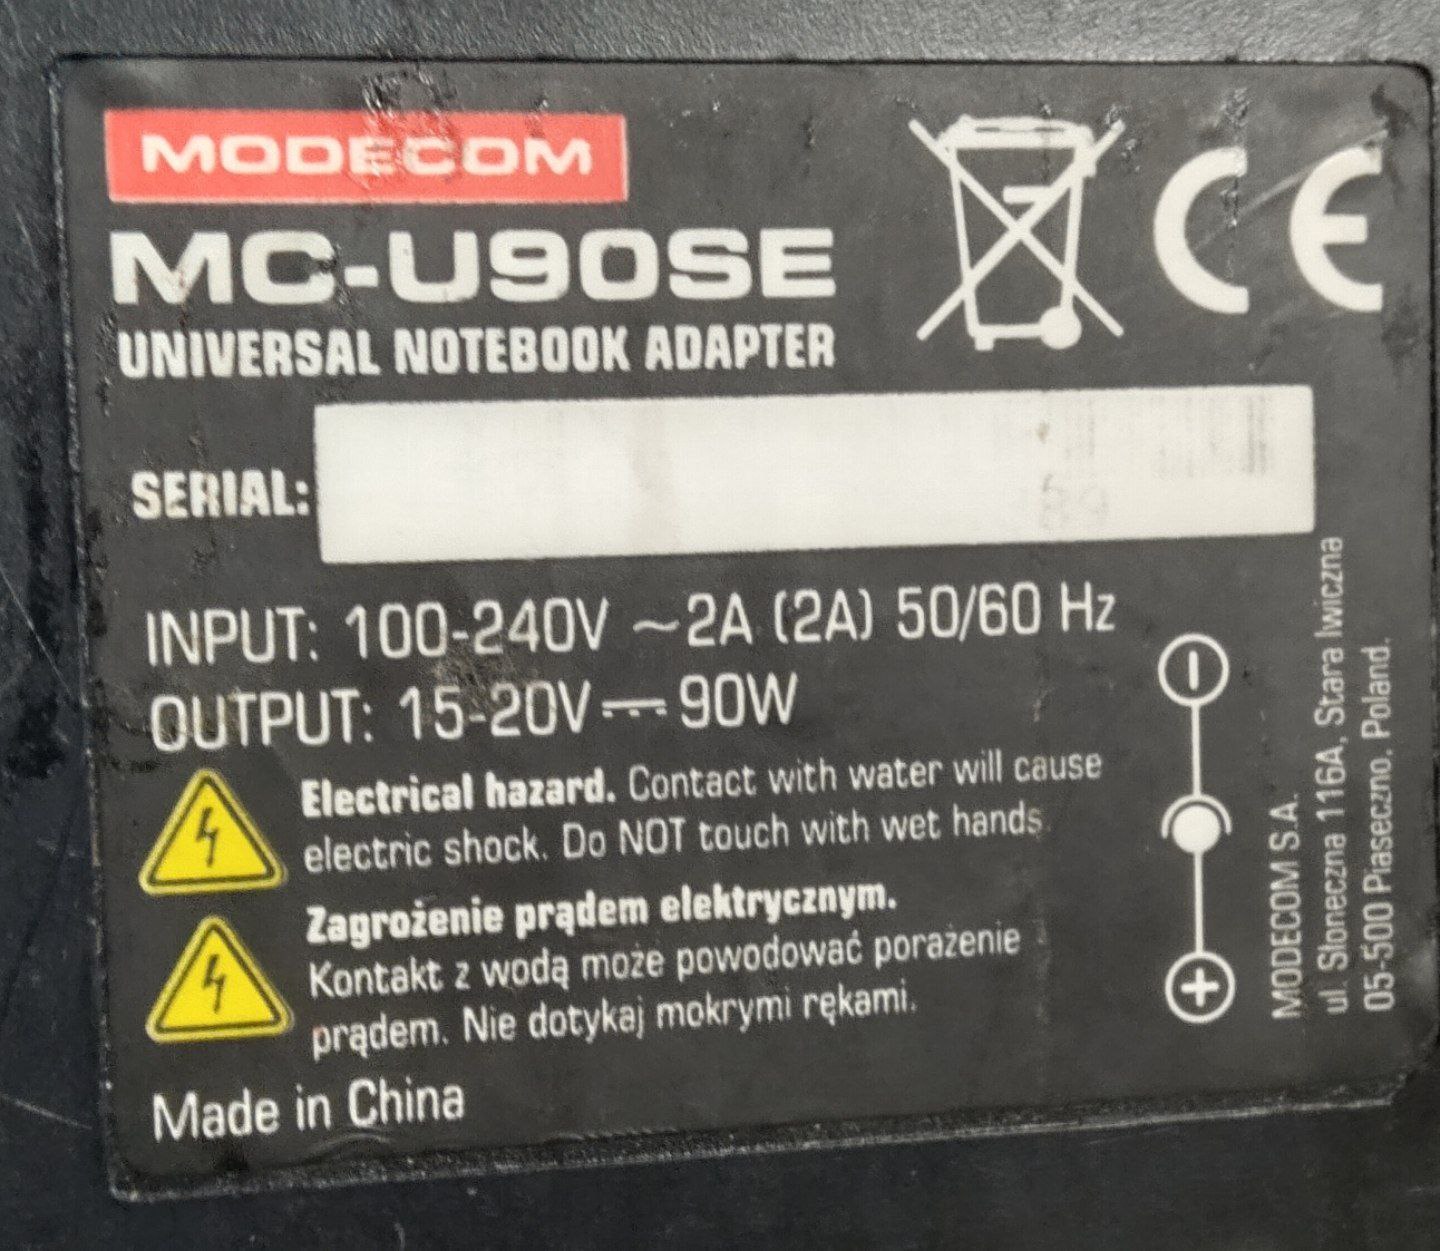 MODECOM
MC-U90SE
UNIVERSAL NOTEBOOK ADAPTER
CE
SERIAL:
INPUT: 100-240V ~2A (2A) 50/60 Hz
OUTPUT: 15-20V⎓90W
Electrical hazard. Contact with water will cause
electric shock. Do NOT touch with wet hands
Zagrożenie prądem elektrycznym.
Kontakt z wodą może powodować porażenie
prądem. Nie dotykaj mokrymi rękami.
Made in China
MODECOM S.A.
ul. Słoneczna 116A, Stara Iwiczna
05-500 Piaseczno. Poland.